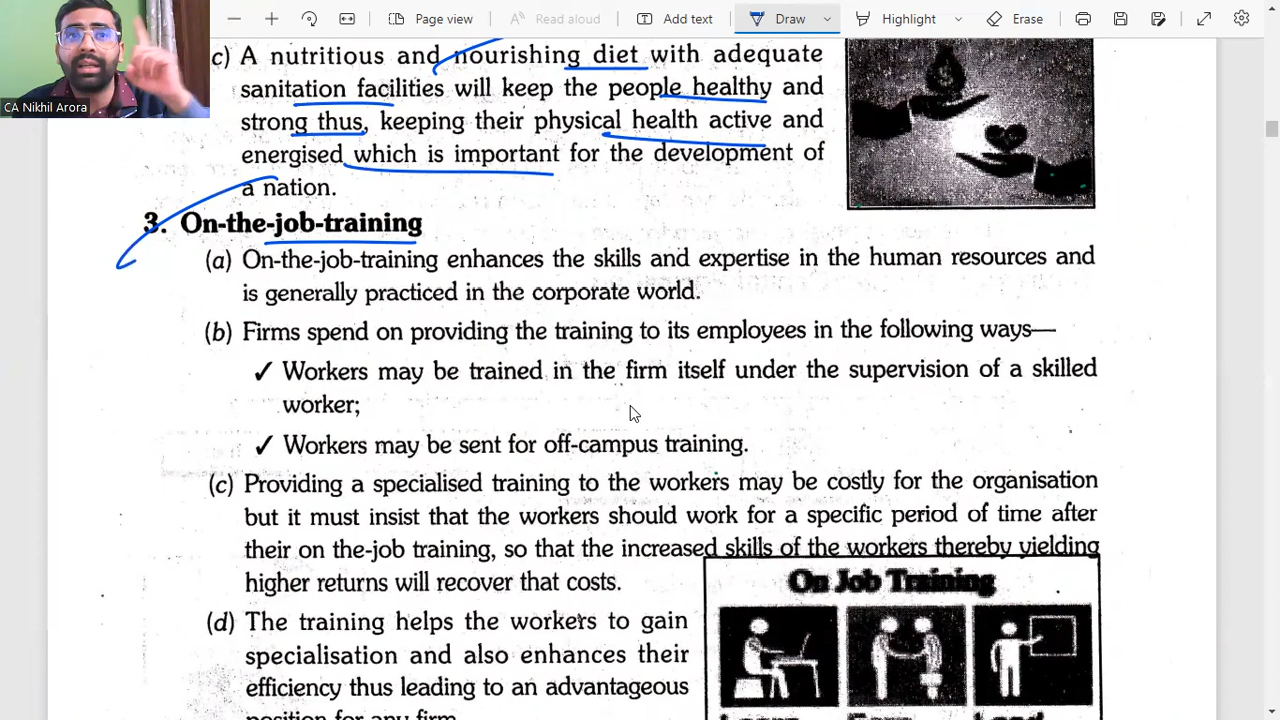 Page view
Read aloud
Add text
Draw
Highlight
Erase
CA Nikhil Arora
c) A nutritious and nourishing diet with adequate
sanitation facilities will keep the people healthy and
strong thus, keeping their physical health active and
energised which is important for the development of
a nation.
3. On-the-job-training
(a) On-the-job-training enhances the skills and expertise in the human resources and
is generally practiced in the corporate world.
(b) Firms spend on providing the training to its employees in the following ways—
✓ Workers may be trained in the firm itself under the supervision of a skilled
worker;
✓ Workers may be sent for off-campus training.
(c) Providing a specialised training to the workers may be costly for the organisation
but it must insist that the workers should work for a specific period of time after
their on the-job training, so that the increased skills of the workers thereby yielding
higher returns will recover that costs.
On Job Training
(d) The training helps the workers to gain
specialisation and also enhances their
efficiency thus leading to an advantageous
position for any firm